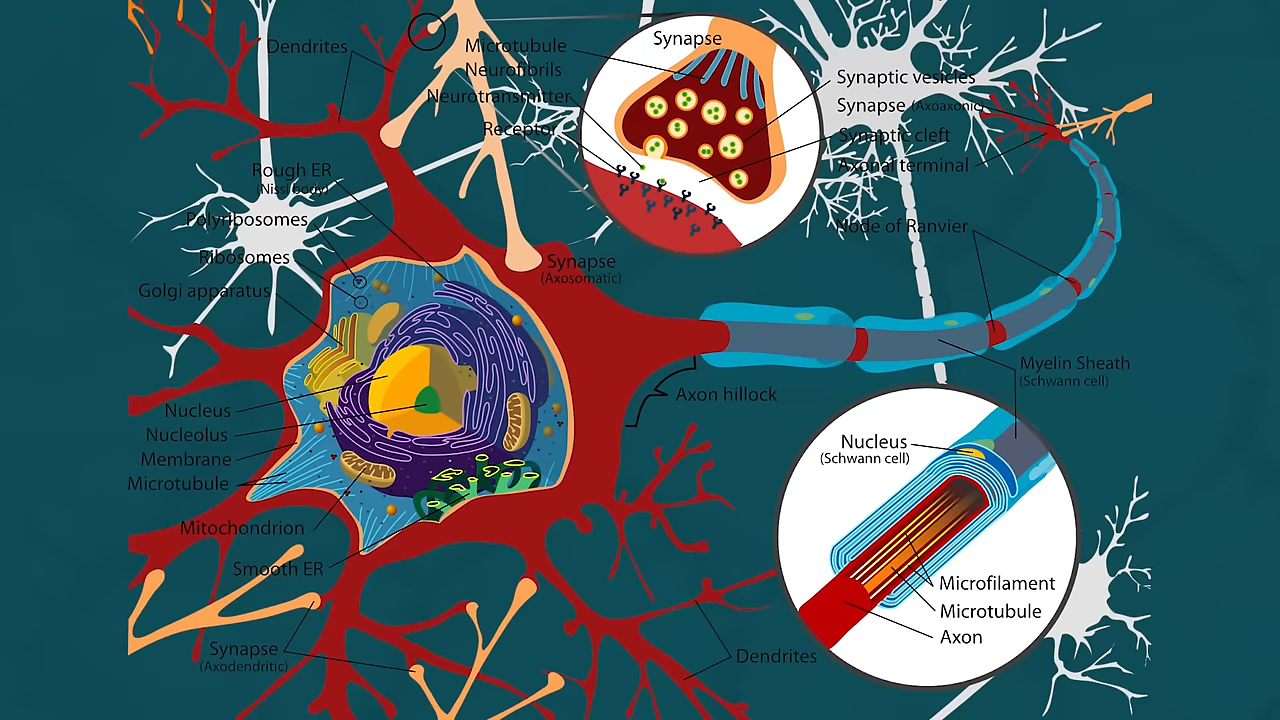 Dendrites
Microtubule
Neurofibrils
Neurotransmitter
Receptor
Synapse
Synaptic vesicles
Synapse (Axoaxonic)
Synaptic cleft
Axonal terminal
Rough ER
(Nissl body)
Polyribosomes
Ribosomes
Golgi apparatus
Synapse
(Axosomatic)
Node of Ranvier
Nucleus
Nucleolus
Membrane
Microtubule
Mitochondrion
Smooth ER
Axon hillock
Myelin Sheath
(Schwann cell)
Nucleus
(Schwann cell)
Microfilament
Microtubule
Axon
Synapse
(Axodendritic)
Dendrites